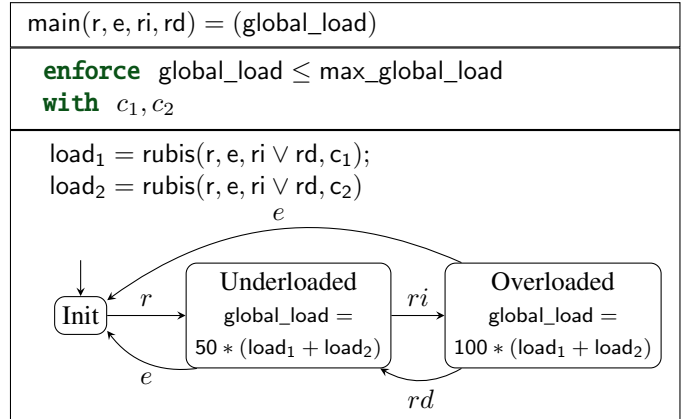 main(r, e, ri, rd) = (global_load)
enforce global_load ≤ max_global_load
with c₁, c₂
load₁ = rubis(r, e, ri ∨ rd, c₁);
load₂ = rubis(r, e, ri ∨ rd, c₂)
e
Init
r
Underloaded
global_load =
50 ∗ (load₁ + load₂)
ri
Overloaded
global_load =
100 ∗ (load₁ + load₂)
e
rd